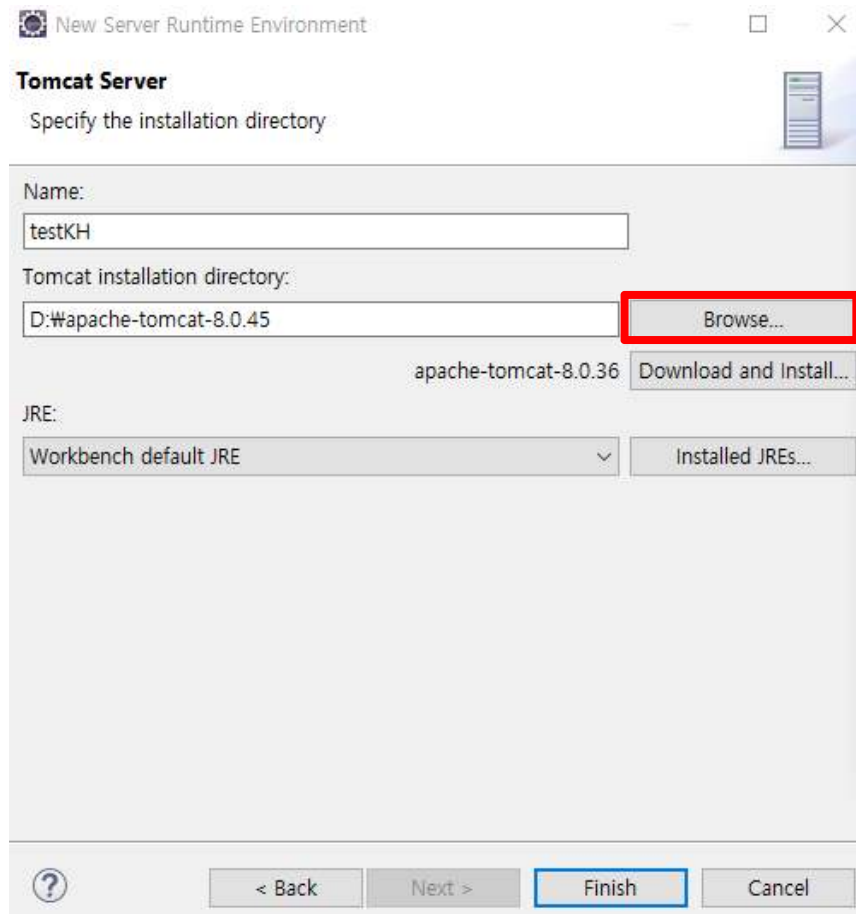 New Server Runtime Environment
Tomcat Server
Specify the installation directory
Name:
testKH
Tomcat installation directory:
D:₩apache-tomcat-8.0.45
Browse...
apache-tomcat-8.0.36 Download and Install...
JRE:
Workbench default JRE
Installed JREs...
?
< Back Next > Finish Cancel